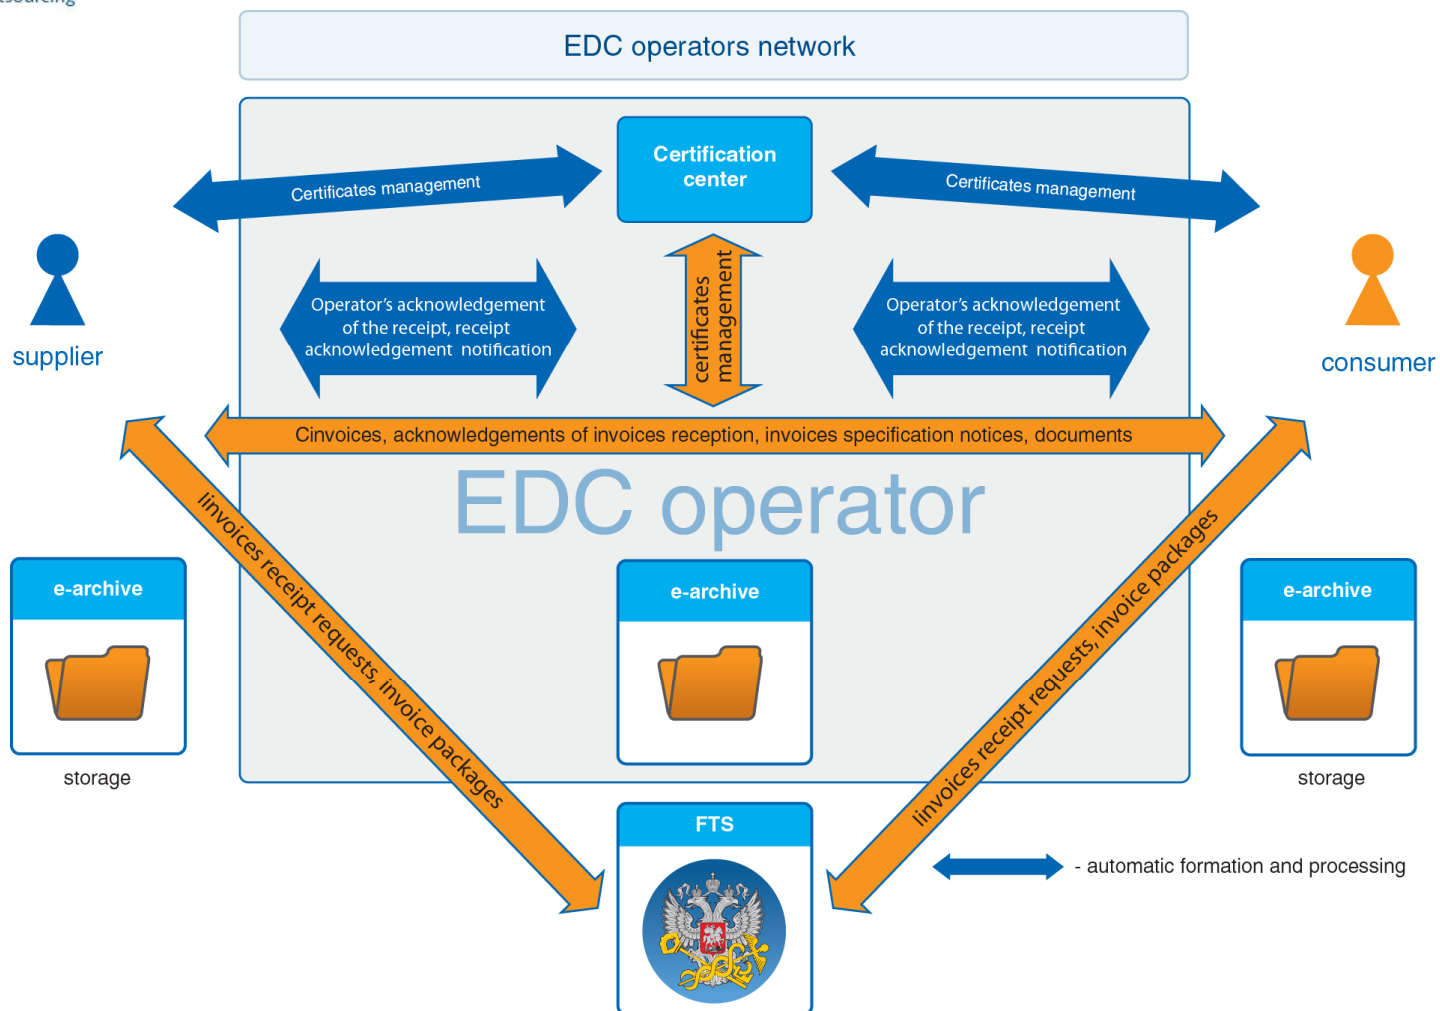 EDC operators network
Certification
center
Certificates management
Certificates management
Operator's acknowledgement
of the receipt, receipt
acknowledgement notification
certificates
management
Operator's acknowledgement
of the receipt, receipt
acknowledgement notification
supplier
consumer
Cinvoices, acknowledgements of invoices reception, invoices specification notices, documents
EDC operator
Iinvoices receipt requests, invoice packages
Iinvoices receipt requests, invoice packages
e-archive
e-archive
e-archive
storage
storage
FTS
- automatic formation and processing